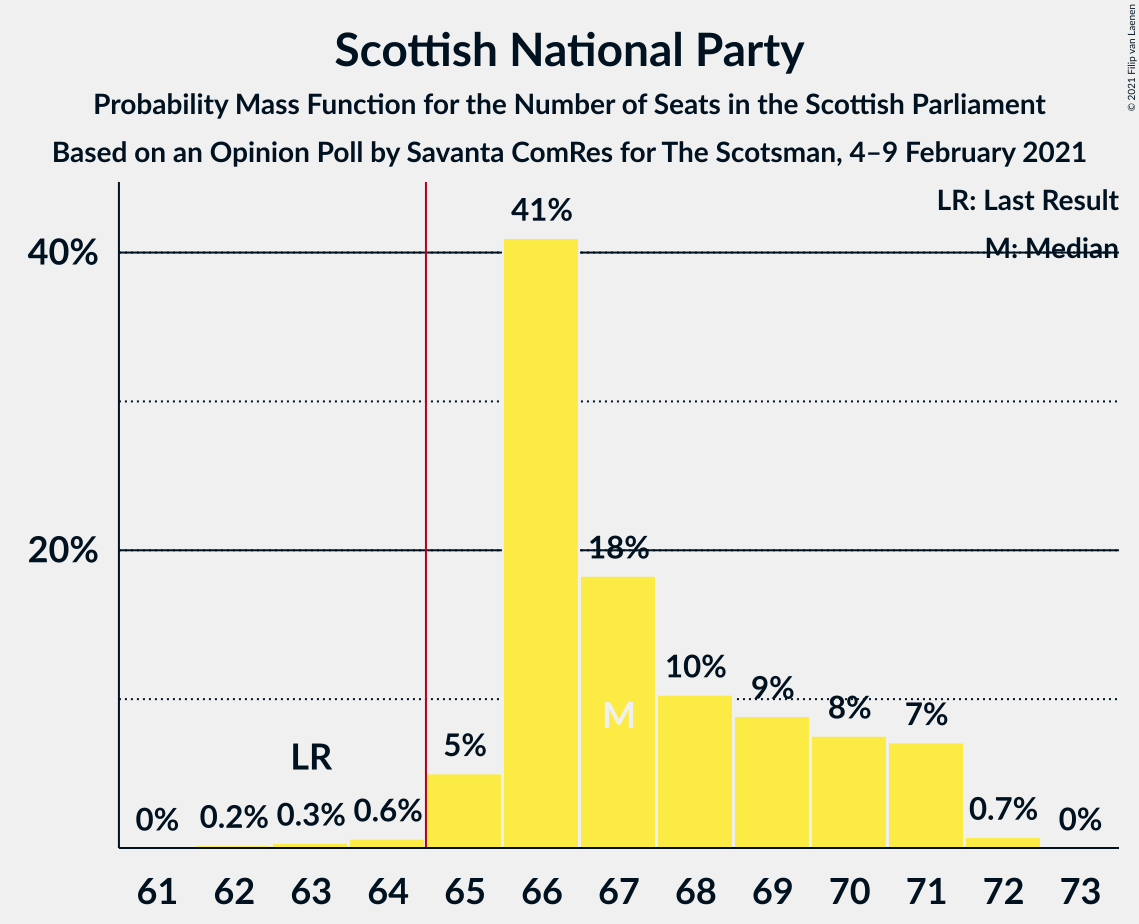 Scottish National Party
Probability Mass Function for the Number of Seats in the Scottish Parliament
Based on an Opinion Poll by Savanta ComRes for The Scotsman, 4–9 February 2021
© 2021 Filip van Laenen
LR: Last Result
M: Median
40%
20%
0%
0.2%
0.3%
LR
0.6%
5%
41%
18%
M
10%
9%
8%
7%
0.7%
0%
61 62 63 64 65 66 67 68 69 70 71 72 73